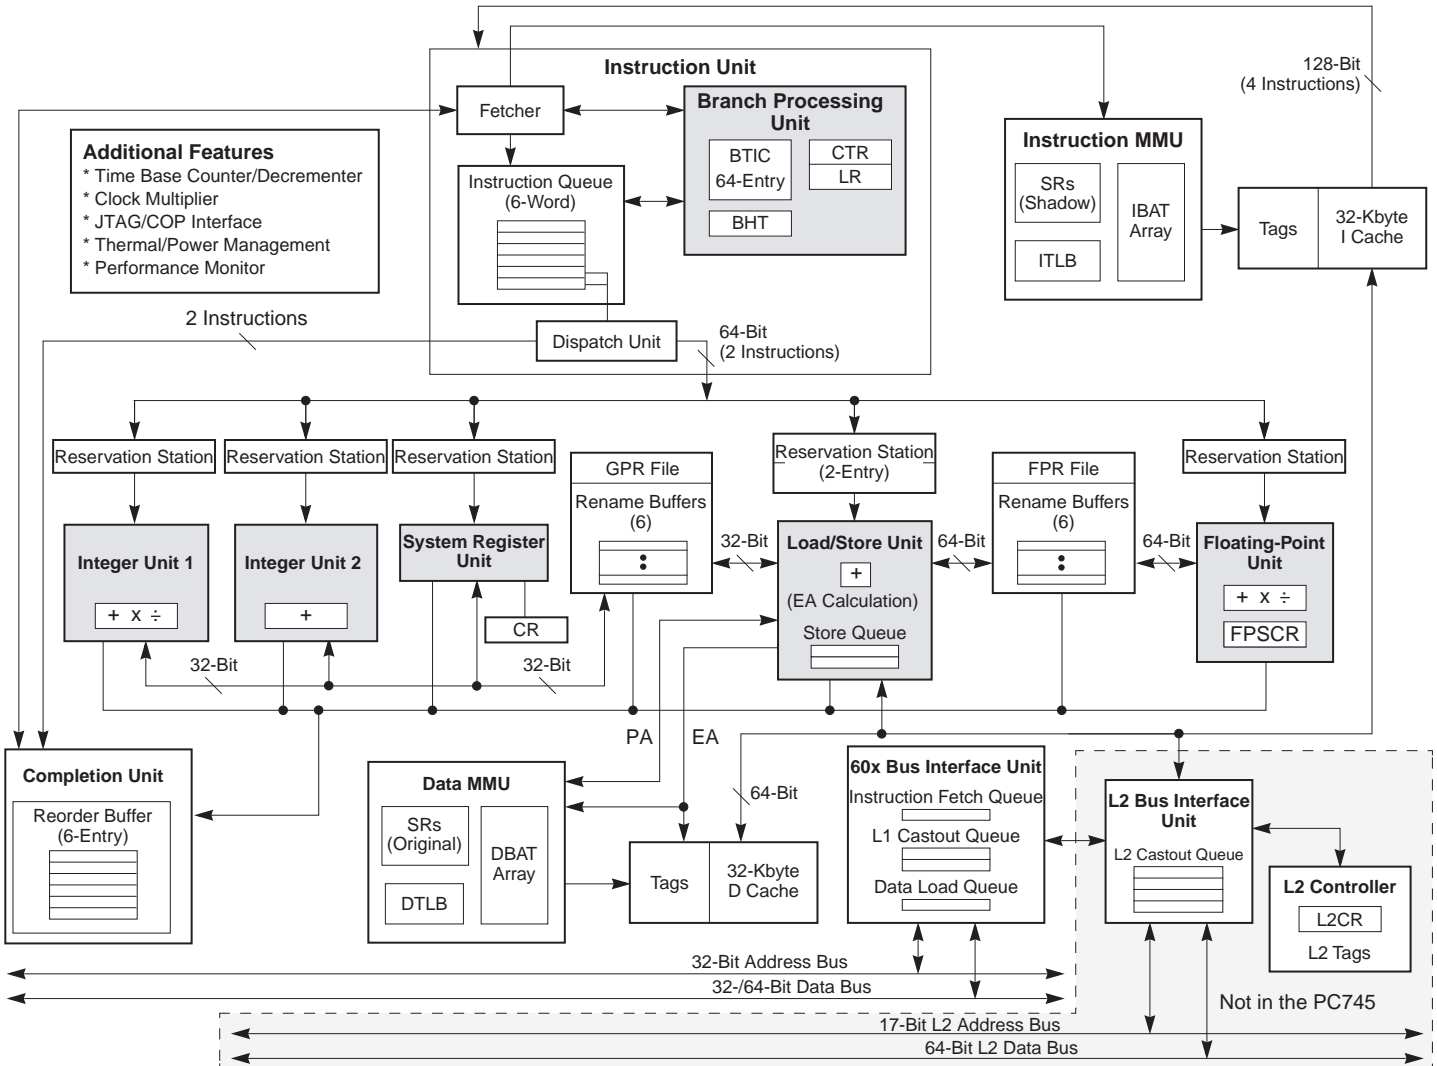 Instruction Unit
Fetcher
Branch Processing
Unit
BTIC
64-Entry
CTR
LR
BHT
Instruction Queue
(6-Word)
Dispatch Unit
128-Bit
(4 Instructions)
Instruction MMU
SRs
(Shadow)
ITLB
IBAT
Array
Tags
32-Kbyte
I Cache
Additional Features
* Time Base Counter/Decrementer
* Clock Multiplier
* JTAG/COP Interface
* Thermal/Power Management
* Performance Monitor
2 Instructions
64-Bit
(2 Instructions)
Reservation Station
Reservation Station
Reservation Station
Reservation Station
(2-Entry)
Reservation Station
GPR File
Rename Buffers
(6)
FPR File
Rename Buffers
(6)
Integer Unit 1
+ x ÷
Integer Unit 2
+
System Register
Unit
CR
32-Bit
Load/Store Unit
+
(EA Calculation)
Store Queue
64-Bit
64-Bit
Floating-Point
Unit
+ x ÷
FPSCR
32-Bit
32-Bit
PA
EA
Completion Unit
Reorder Buffer
(6-Entry)
Data MMU
SRs
(Original)
DTLB
DBAT
Array
64-Bit
Tags
32-Kbyte
D Cache
60x Bus Interface Unit
Instruction Fetch Queue
L1 Castout Queue
Data Load Queue
L2 Bus Interface
Unit
L2 Castout Queue
L2 Controller
L2CR
L2 Tags
32-Bit Address Bus
32-/64-Bit Data Bus
Not in the PC745
17-Bit L2 Address Bus
64-Bit L2 Data Bus